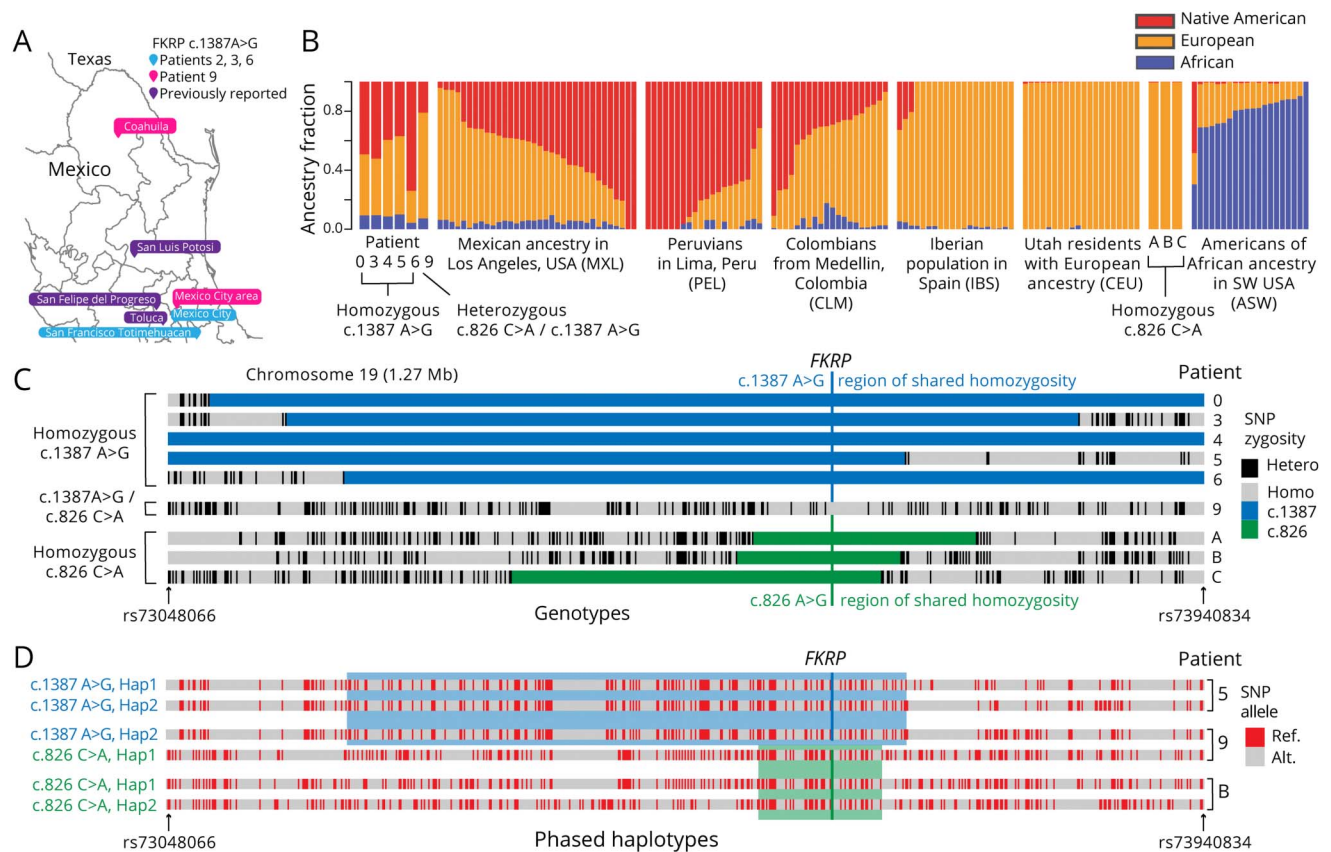 A
FKRP c.1387A>G
Patients 2, 3, 6
Patient 9
Previously reported
Texas
Mexico
Coahuila
San Luis Potosi
San Felipe del Progreso
Mexico City area
Toluca
Mexico City
San Francisco Totimehuacan
B
Native American
European
African
Ancestry fraction
0.8
0.4
0.0
Patient
0 3 4 5 6 9
Homozygous
c.1387 A>G
Heterozygous
c.826 C>A / c.1387 A>G
Mexican ancestry in
Los Angeles, USA (MXL)
Peruvians
in Lima, Peru
(PEL)
Colombians
from Medellin,
Colombia
(CLM)
Iberian
population in
Spain (IBS)
Utah residents
with European
ancestry (CEU)
A B C
Homozygous
c.826 C>A
Americans of
African ancestry
in SW USA
(ASW)
C
Chromosome 19 (1.27 Mb)
FKRP
c.1387 A>G region of shared homozygosity
Patient
Homozygous
c.1387 A>G
c.1387A>G /
c.826 C>A
Homozygous
c.826 C>A
0
3
4
5
6
9
A
B
C
SNP
zygosity
Hetero
Homo
c.1387
c.826
rs73048066
Genotypes
c.826 A>G region of shared homozygosity
rs73940834
D
FKRP
Patient
c.1387 A>G, Hap1
c.1387 A>G, Hap2
c.1387 A>G, Hap2
c.826 C>A, Hap1
c.826 C>A, Hap1
c.826 C>A, Hap2
5
9
B
SNP
allele
Ref.
Alt.
rs73048066
Phased haplotypes
rs73940834